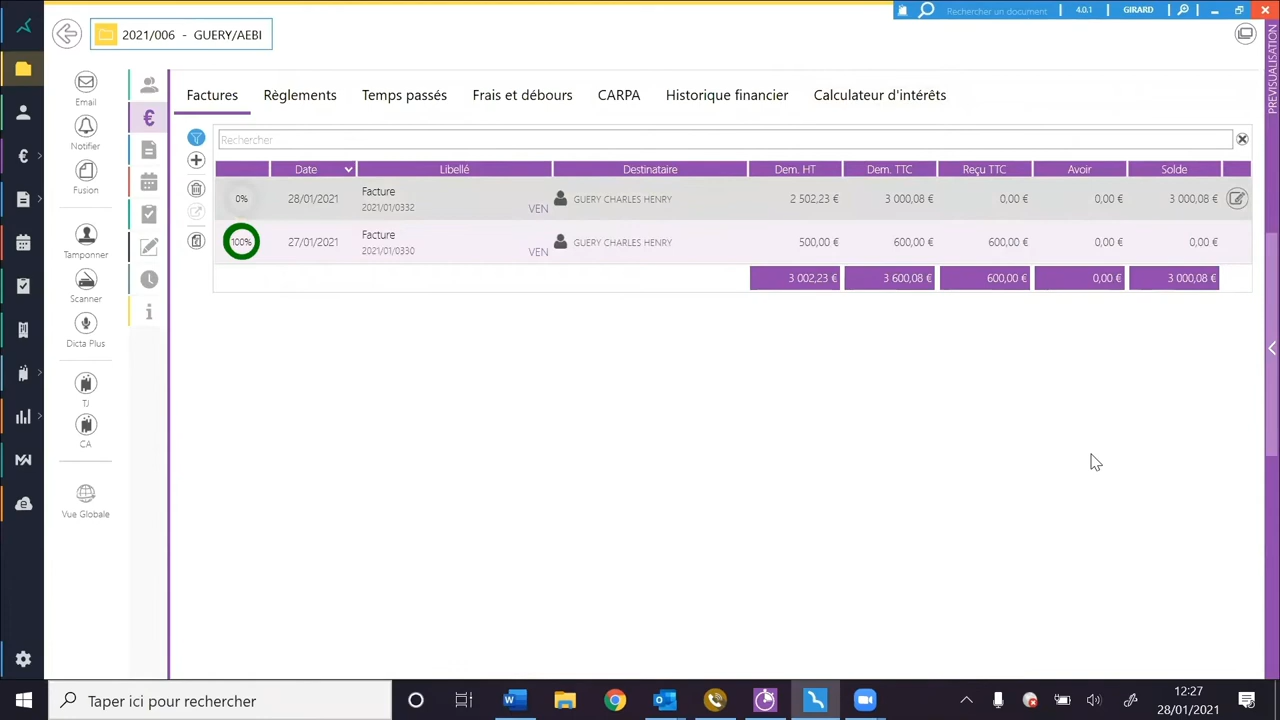 Rechercher un document
4.0.1
GIRARD
2021/006 - GUERY/AEBI
PREVISUALISATION
Email
Notifier
Fusion
Tamponner
Scanner
Dicta Plus
TJ
CA
Vue Globale
Factures Règlements Temps passés Frais et débours CARPA Historique financier Calculateur d'intérêts
Rechercher
Date Libellé Destinataire Dem. HT Dem. TTC Reçu TTC Avoir Solde
0% 28/01/2021 Facture 2021/01/0332 VEN GUERY CHARLES HENRY 2 502,23 € 3 000,08 € 0,00 € 0,00 € 3 000,08 €
100% 27/01/2021 Facture 2021/01/0330 VEN GUERY CHARLES HENRY 500,00 € 600,00 € 600,00 € 0,00 € 0,00 €
3 002,23 € 3 600,08 € 600,00 € 0,00 € 3 000,08 €
Taper ici pour rechercher
12:27
28/01/2021